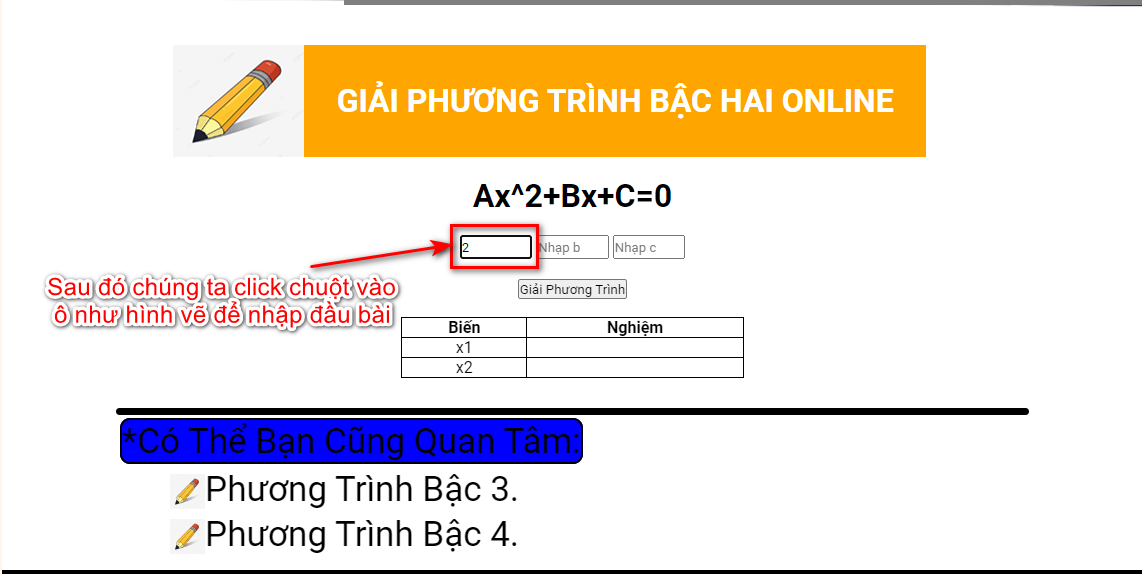 GIẢI PHƯƠNG TRÌNH BẬC HAI ONLINE
Ax^2+Bx+C=0
2 Nhạp b Nhạp c
Sau đó chúng ta click chuột vào
ô như hình vẽ để nhập đầu bài
Giải Phương Trình
Biến Nghiệm
x1
x2
*Có Thể Bạn Cũng Quan Tâm:
Phương Trình Bậc 3.
Phương Trình Bậc 4.